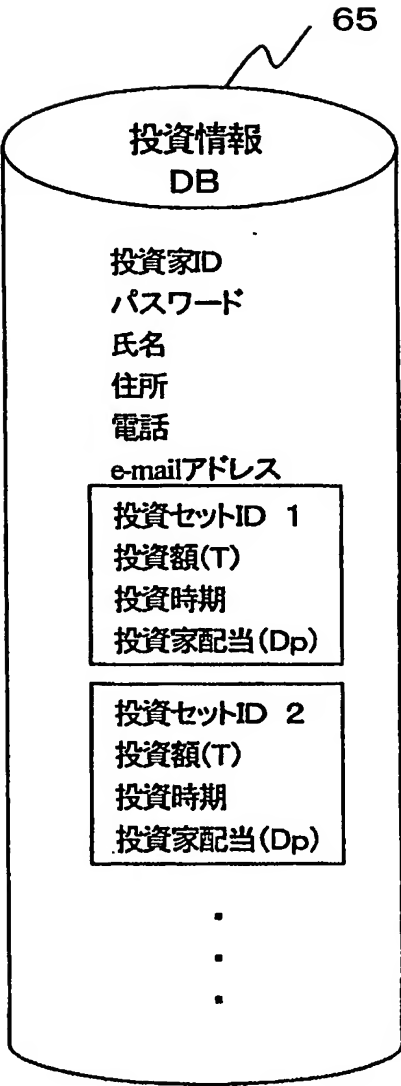 65
投資情報
DB
投資家ID
パスワード
氏名
住所
電話
e-mailアドレス
投資セットID 1
投資額(T)
投資時期
投資家配当(Dp)
投資セットID 2
投資額(T)
投資時期
投資家配当(Dp)